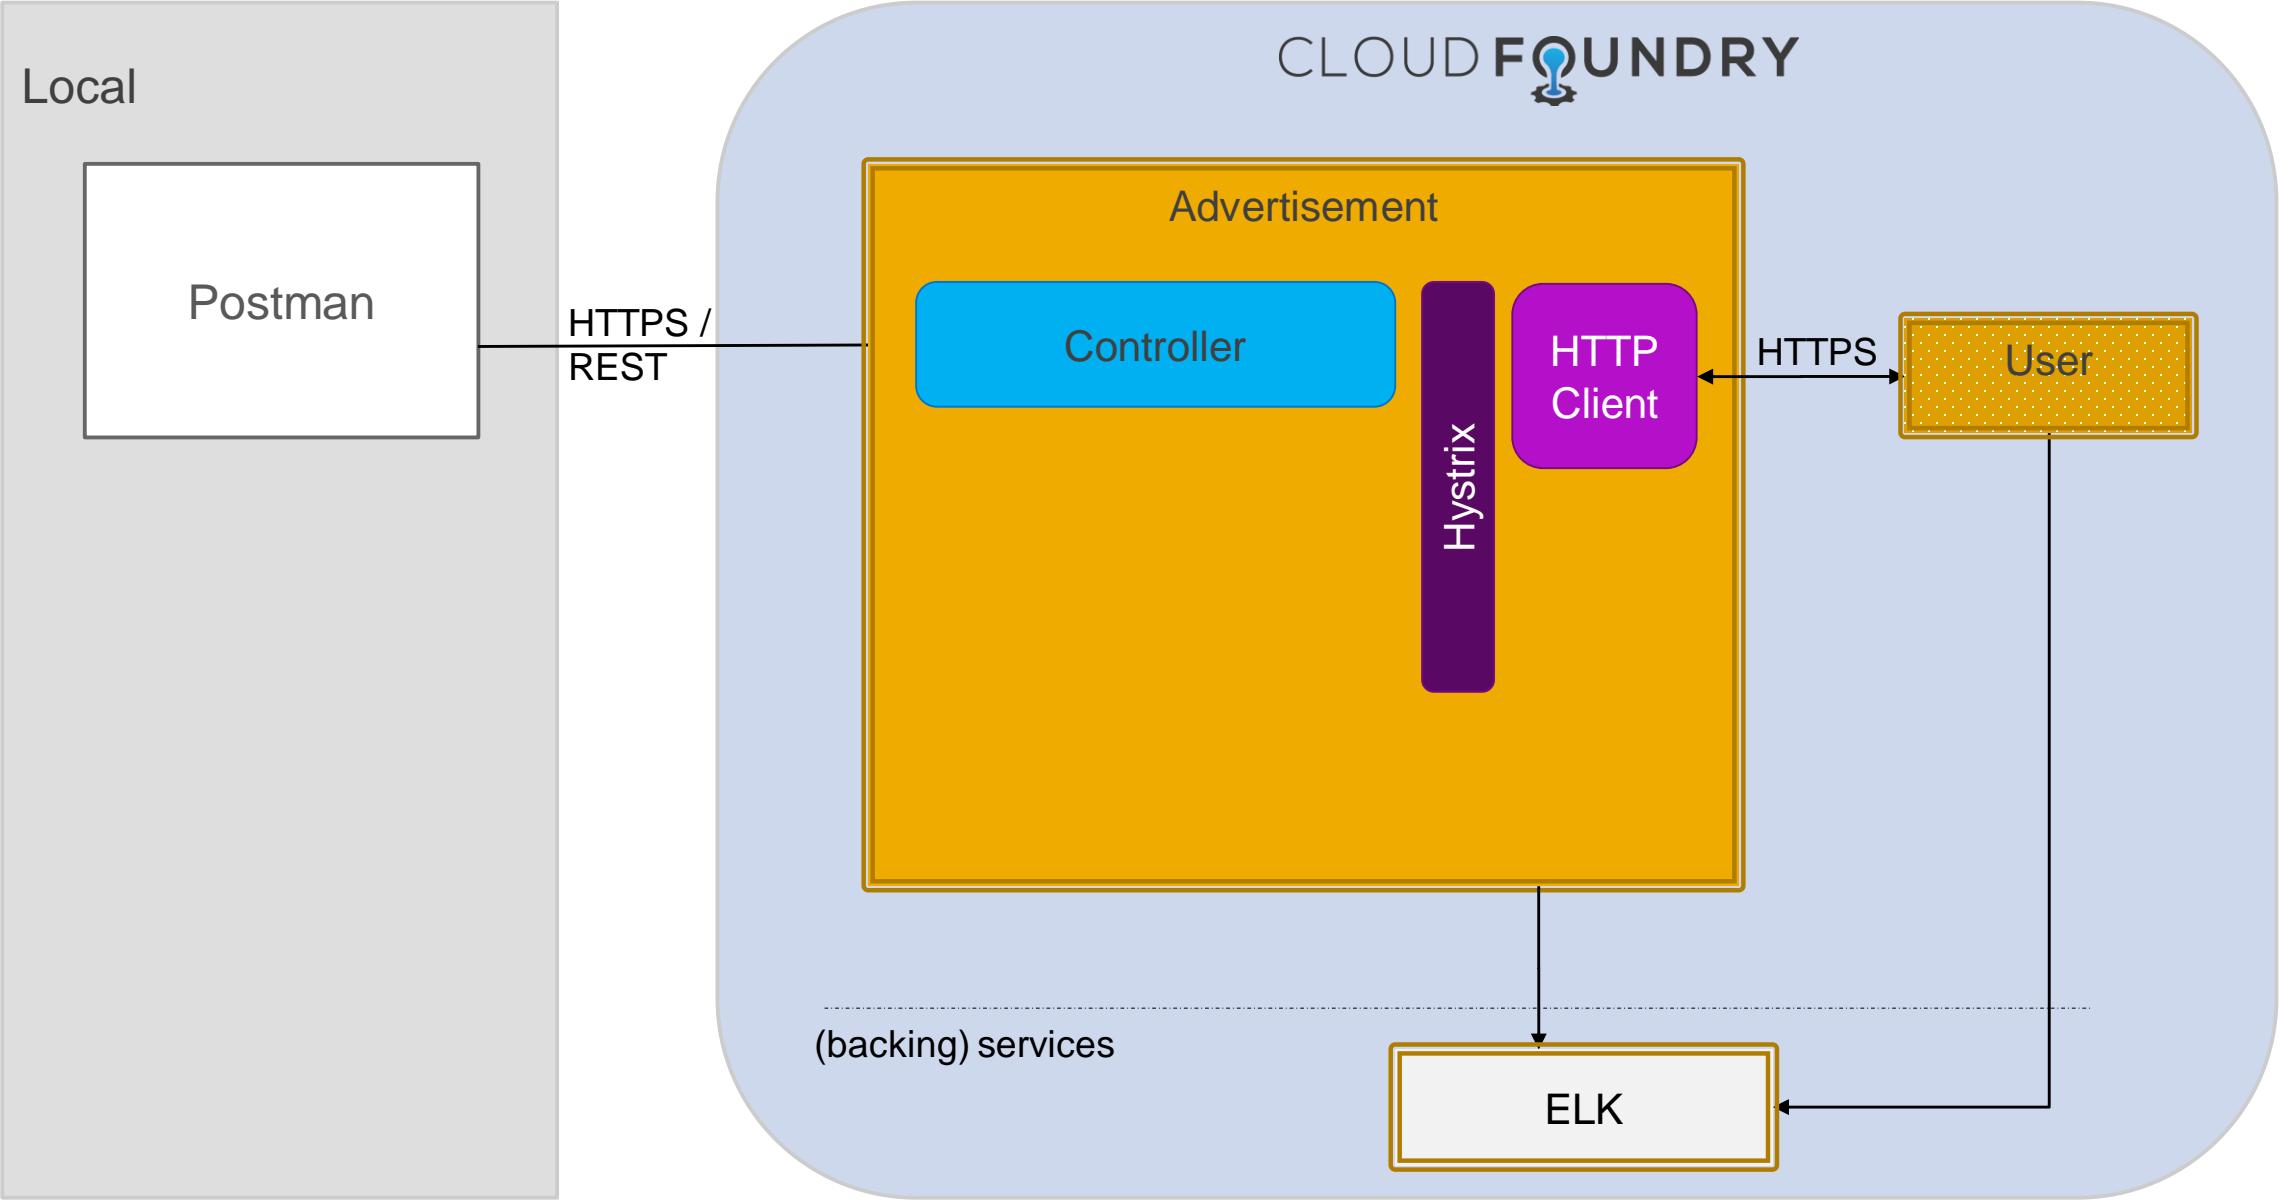 Local
CLOUD FOUNDRY
Advertisement
Postman
HTTPS /
REST
Controller
Hystrix
HTTP
Client
HTTPS
User
(backing) services
ELK